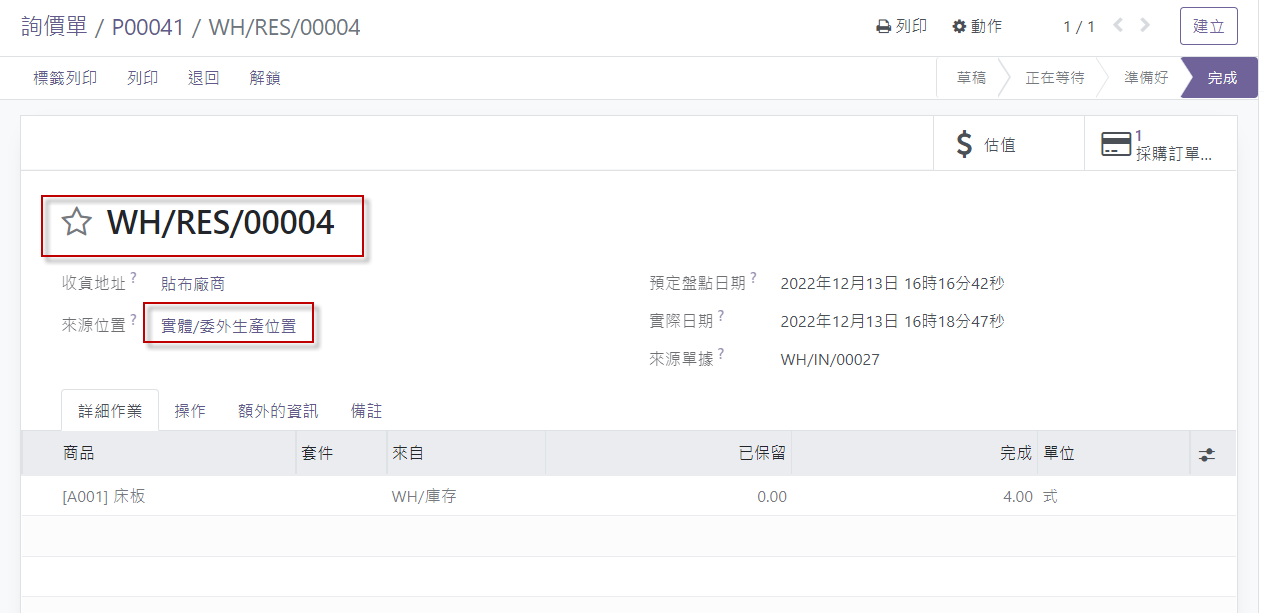 詢價單 / P00041 / WH/RES/00004
列印 動作 1 / 1 建立
標籤列印 列印 退回 解鎖 草稿 正在等待 準備好 完成
$ 估值 1
採購訂單...
WH/RES/00004
收貨地址? 貼布廠商 預定盤點日期? 2022年12月13日 16時16分42秒
來源位置? 實體/委外生產位置 實際日期? 2022年12月13日 16時18分47秒
來源單據? WH/IN/00027
詳細作業 操作 額外的資訊 備註
商品 套件 來自 已保留 完成 單位
[A001] 床板 WH/庫存 0.00 4.00 式